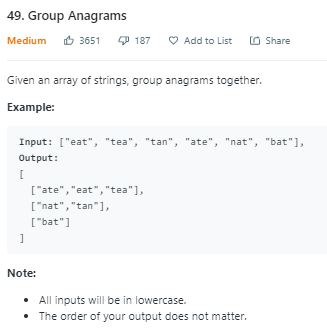 49. Group Anagrams
Medium 3651 187 Add to List Share
Given an array of strings, group anagrams together.
Example:
Input: ["eat", "tea", "tan", "ate", "nat", "bat"],
Output:
[
  ["ate","eat","tea"],
  ["nat","tan"],
  ["bat"]
]
Note:
• All inputs will be in lowercase.
• The order of your output does not matter.